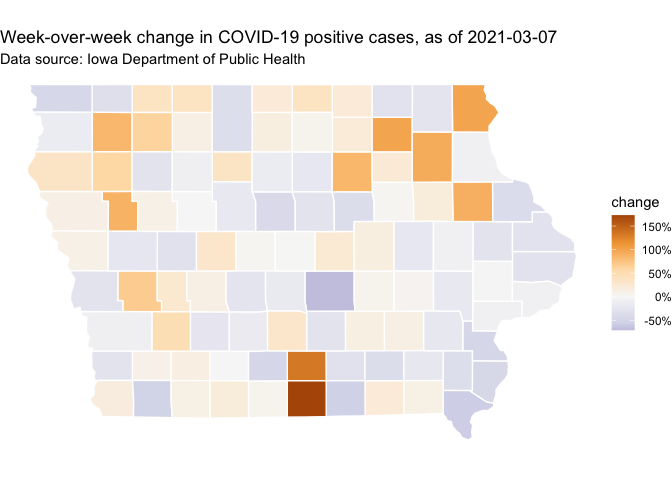 Week-over-week change in COVID-19 positive cases, as of 2021-03-07
Data source: Iowa Department of Public Health
change
150%
100%
50%
0%
-50%